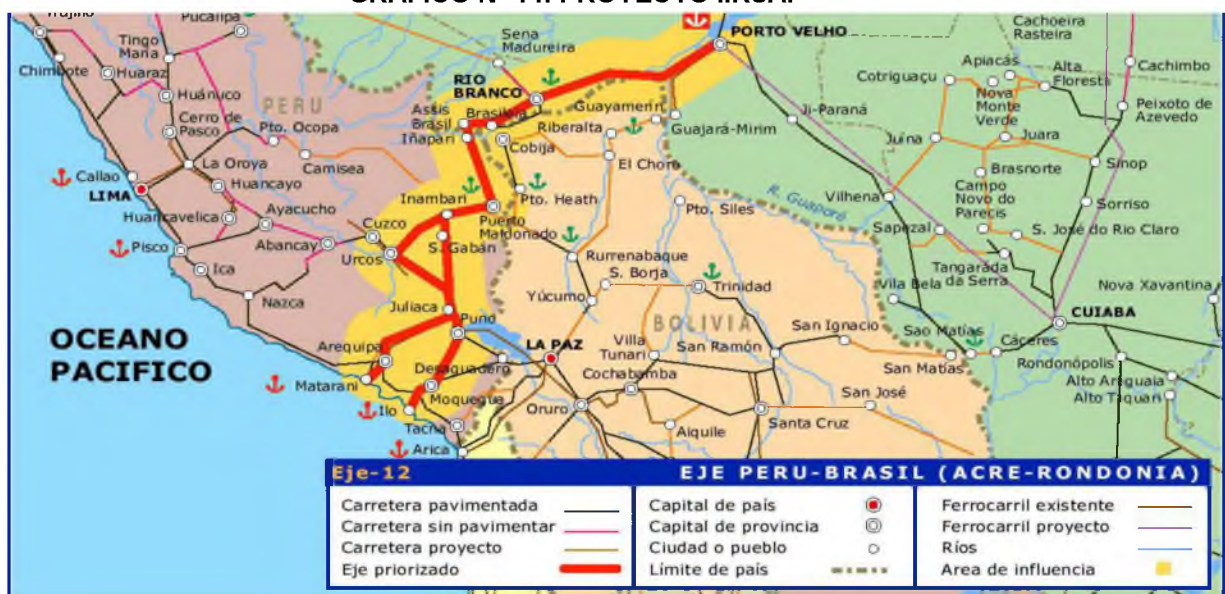 Trujillo
Pucallpa
Tingo
María
Chimbote
Huaraz
Huánuco
Cerro de
Pasco
PERU
Pto. Ocopa
Camisea
La Oroya
Huancayo
Callao
LIMA
Huancavelica
Ayacucho
Abancay
Pisco
Ica
Nazca
Cuzco
Urcos
Sena
Madureira
RIO
BRANCO
PORTO VELHO
Assis
Brasil
Brasileia
Iñapari
Cobija
Riberalta
Guayamerín
Guajará-Mirim
El Choro
Inambari
Puerto
Maldonado
Pto. Heath
S. Gabán
Pto. Siles
Rurrenabaque
S. Borja
Yúcumo
Trinidad
Juliaca
Puno
BOLIVIA
OCEANO
PACIFICO
Arequipa
Desaguadero
LA PAZ
Villa
Tunari
San Ramón
San Ignacio
Matarani
Moquegua
Cochabamba
Ilo
Oruro
Tacna
Arica
Aiquile
Santa Cruz
San José
San Matías
Sao Matías
Cáceres
Ji-Paraná
Vilhena
R. Guaporé
Sapezal
Vila Bela
Tangarada
da Serra
Cotriguaçu
Apiacás
Nova
Monte
Verde
Alta
Floresta
Cachoeira
Rasteira
Cachimbo
Peixoto de
Azevedo
Juína
Juara
Brasnorte
Sinop
Campo
Novo do
Parecis
Sorriso
S. José do Rio Claro
Nova Xavantina
CUIABA
Rondonópolis
Alto Araguaia
Alto Taquari
Eje-12
EJE PERU-BRASIL (ACRE-RONDONIA)
Carretera pavimentada
Carretera sin pavimentar
Carretera proyecto
Eje priorizado
Capital de país
Capital de provincia
Ciudad o pueblo
Límite de país
Ferrocarril existente
Ferrocarril proyecto
Ríos
Area de influencia